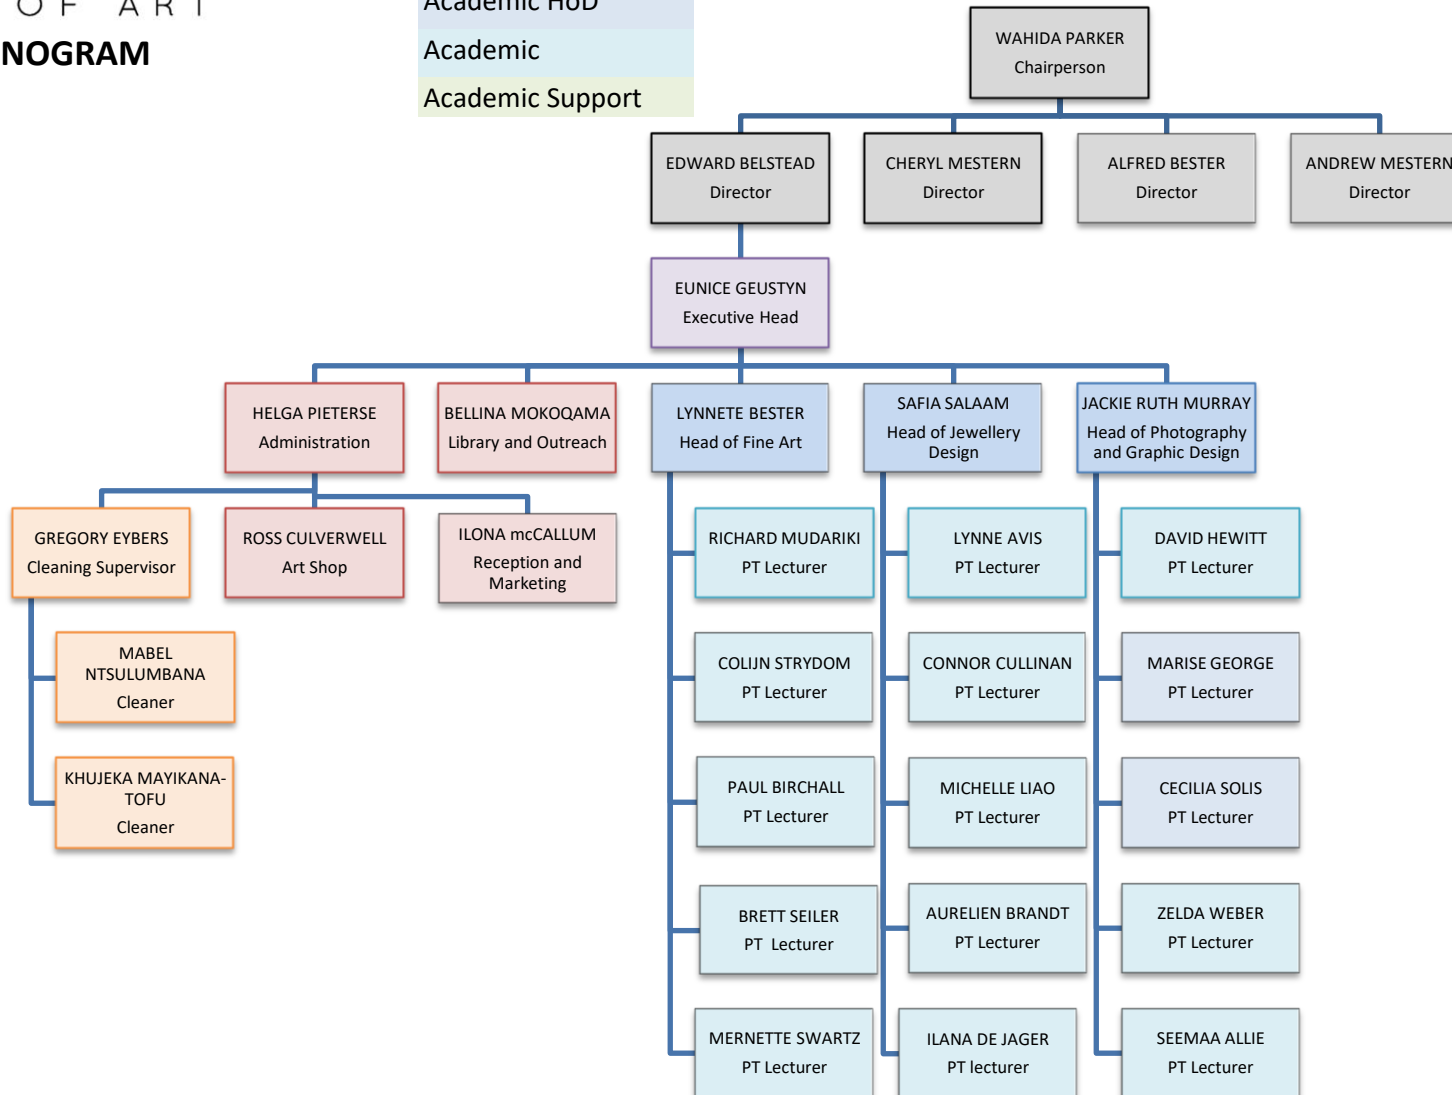 OF ART
NOGRAM
Academic HoD
Academic
Academic Support
WAHIDA PARKER
Chairperson
EDWARD BELSTEAD
Director
CHERYL MESTERN
Director
ALFRED BESTER
Director
ANDREW MESTERN
Director
EUNICE GEUSTYN
Executive Head
HELGA PIETERSE
Administration
BELLINA MOKOQAMA
Library and Outreach
LYNNETE BESTER
Head of Fine Art
SAFIA SALAAM
Head of Jewellery
Design
JACKIE RUTH MURRAY
Head of Photography
and Graphic Design
GREGORY EYBERS
Cleaning Supervisor
ROSS CULVERWELL
Art Shop
ILONA mcCALLUM
Reception and
Marketing
RICHARD MUDARIKI
PT Lecturer
LYNNE AVIS
PT Lecturer
DAVID HEWITT
PT Lecturer
MABEL
NTSULUMBANA
Cleaner
COLIJN STRYDOM
PT Lecturer
CONNOR CULLINAN
PT Lecturer
MARISE GEORGE
PT Lecturer
KHUJEKA MAYIKANA-
TOFU
Cleaner
PAUL BIRCHALL
PT Lecturer
MICHELLE LIAO
PT Lecturer
CECILIA SOLIS
PT Lecturer
BRETT SEILER
PT Lecturer
AURELIEN BRANDT
PT Lecturer
ZELDA WEBER
PT Lecturer
MERNETTE SWARTZ
PT Lecturer
ILANA DE JAGER
PT lecturer
SEEMAA ALLIE
PT Lecturer